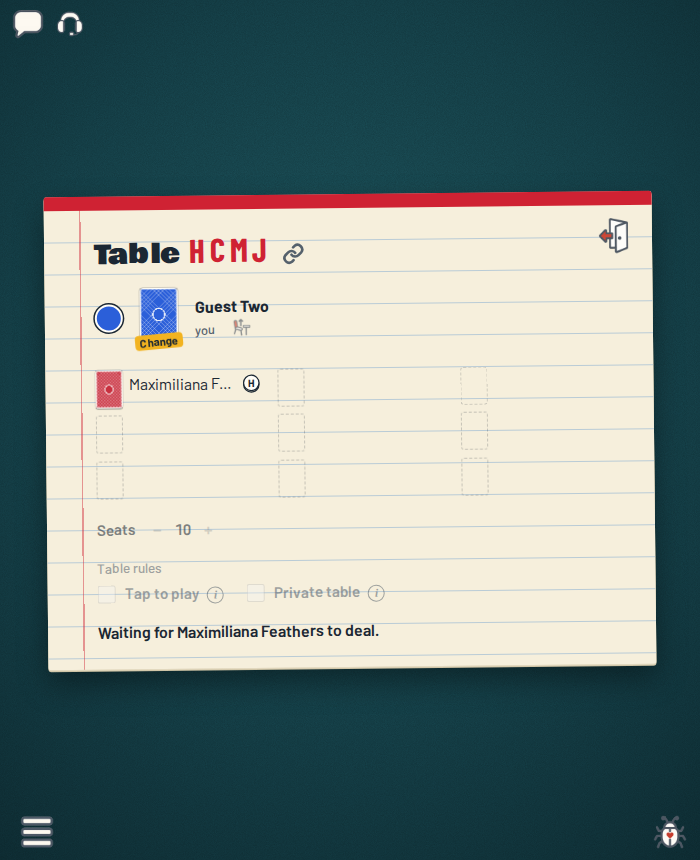 Table HCMJ
Guest Two
you
Change
Maximiliana F... H
Seats − 10 +
Table rules
Tap to play i Private table i
Waiting for Maximiliana Feathers to deal.